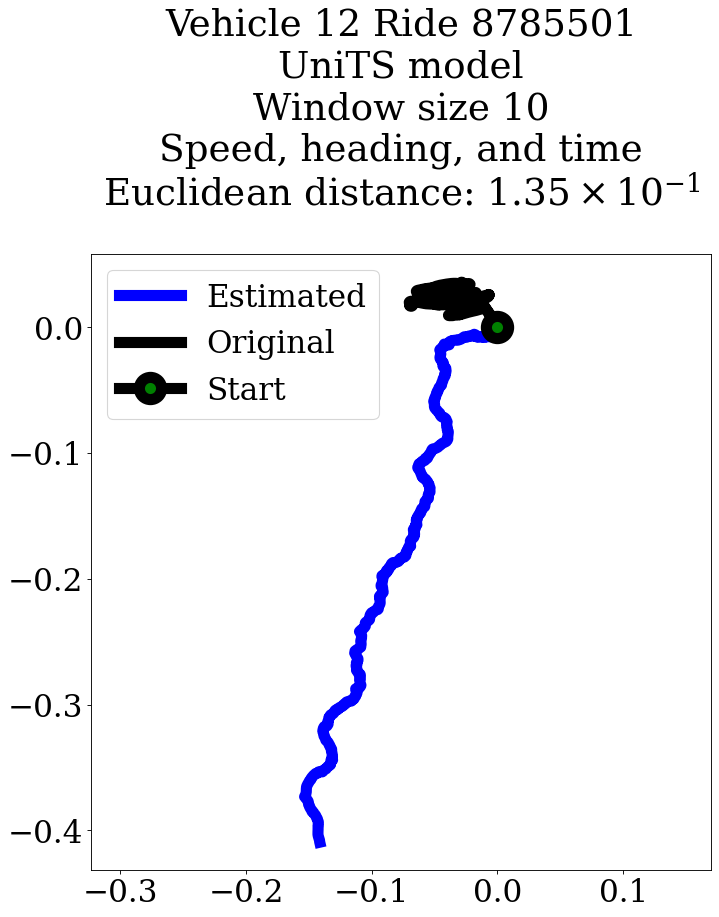 Vehicle 12 Ride 8785501
UniTS model
Window size 10
Speed, heading, and time
Euclidean distance: 1.35 × 10⁻¹
Estimated
Original
Start
0.0
−0.1
−0.2
−0.3
−0.4
−0.3 −0.2 −0.1 0.0 0.1